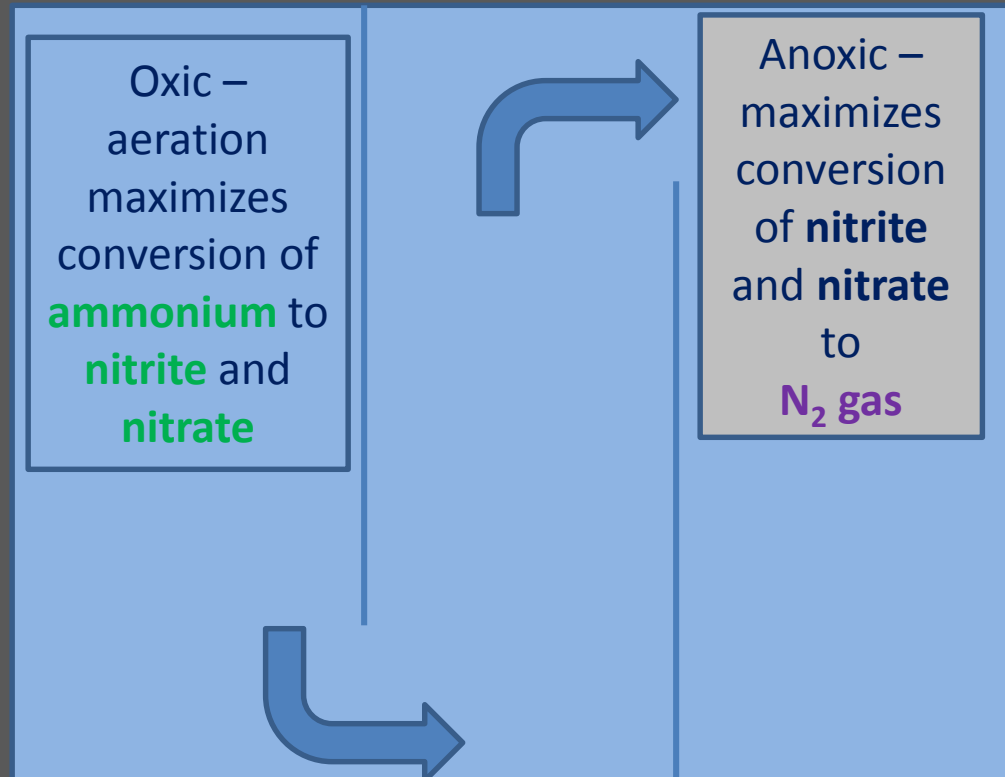 Oxic –
aeration
maximizes
conversion of
ammonium to
nitrite and
nitrate
Anoxic –
maximizes
conversion
of nitrite
and nitrate
to
N₂ gas